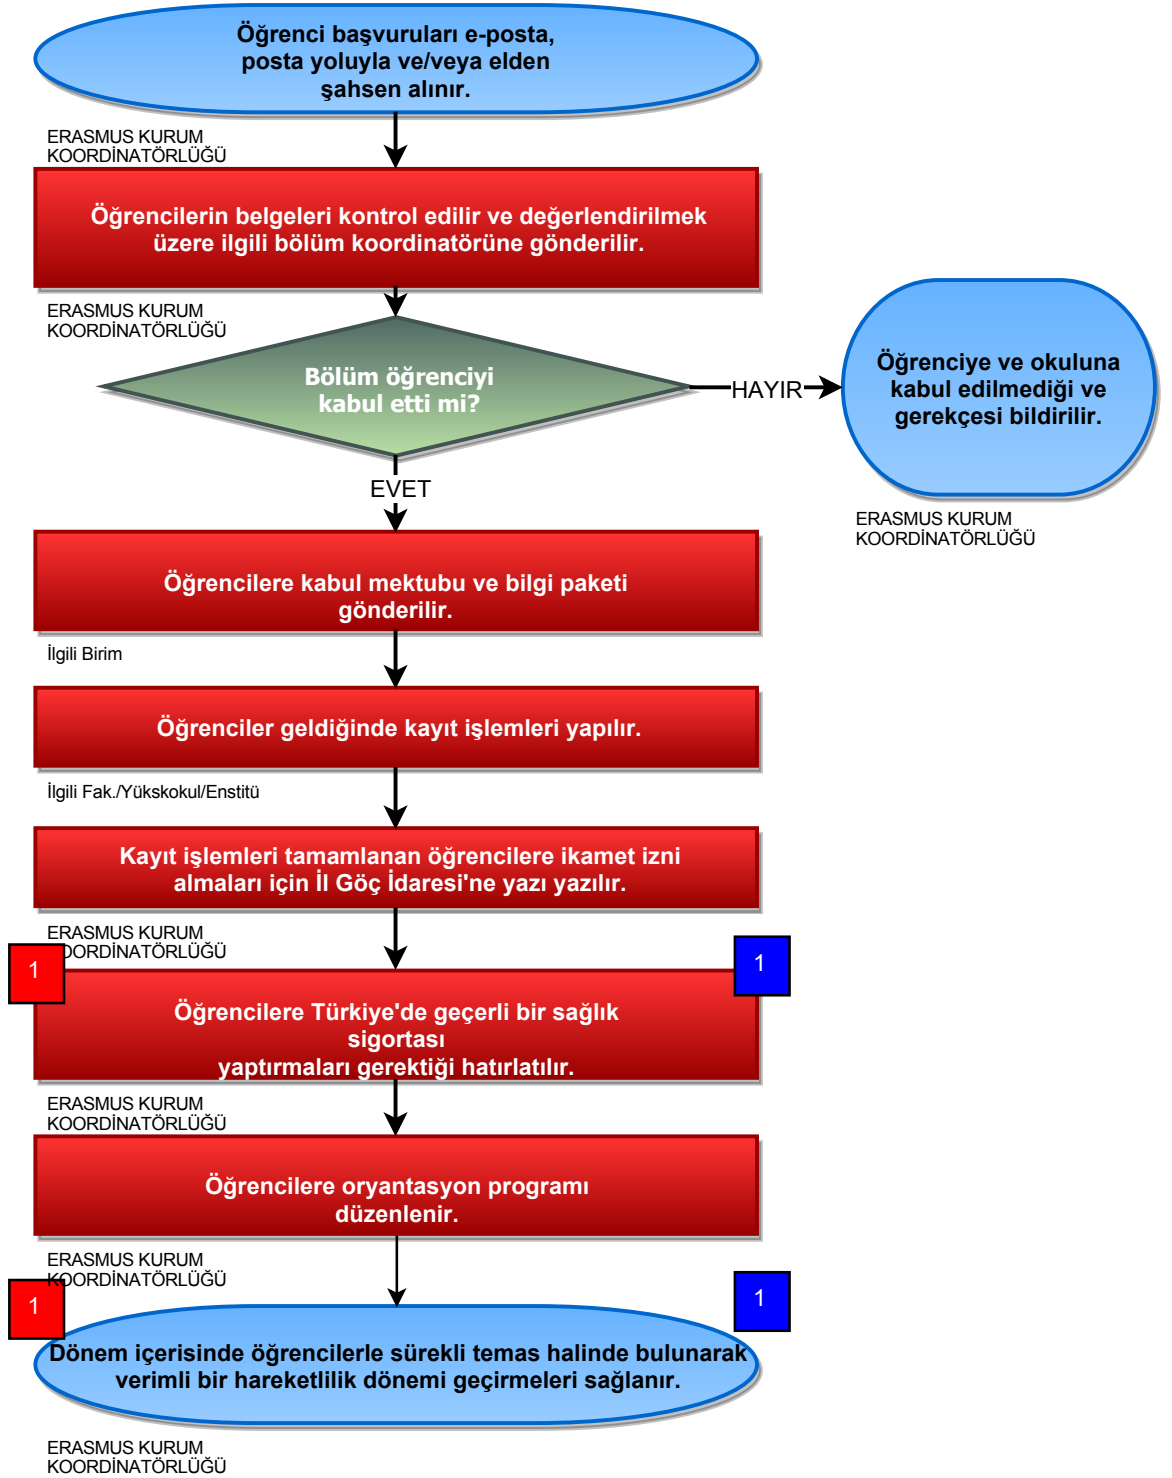 Öğrenci başvuruları e-posta,
posta yoluyla ve/veya elden
şahsen alınır.
ERASMUS KURUM
KOORDİNATÖRLÜĞÜ
Öğrencilerin belgeleri kontrol edilir ve değerlendirilmek
üzere ilgili bölüm koordinatörüne gönderilir.
ERASMUS KURUM
KOORDİNATÖRLÜĞÜ
Bölüm öğrenciyi
kabul etti mi?
HAYIR
Öğrenciye ve okuluna
kabul edilmediği ve
gerekçesi bildirilir.
ERASMUS KURUM
KOORDİNATÖRLÜĞÜ
EVET
Öğrencilere kabul mektubu ve bilgi paketi
gönderilir.
İlgili Birim
Öğrenciler geldiğinde kayıt işlemleri yapılır.
İlgili Fak./Yükskokul/Enstitü
Kayıt işlemleri tamamlanan öğrencilere ikamet izni
almaları için İl Göç İdaresi'ne yazı yazılır.
ERASMUS KURUM
KOORDİNATÖRLÜĞÜ
1
1
Öğrencilere Türkiye'de geçerli bir sağlık
sigortası
yaptırmaları gerektiği hatırlatılır.
ERASMUS KURUM
KOORDİNATÖRLÜĞÜ
Öğrencilere oryantasyon programı
düzenlenir.
ERASMUS KURUM
KOORDİNATÖRLÜĞÜ
1
1
Dönem içerisinde öğrencilerle sürekli temas halinde bulunarak
verimli bir hareketlilik dönemi geçirmeleri sağlanır.
ERASMUS KURUM
KOORDİNATÖRLÜĞÜ